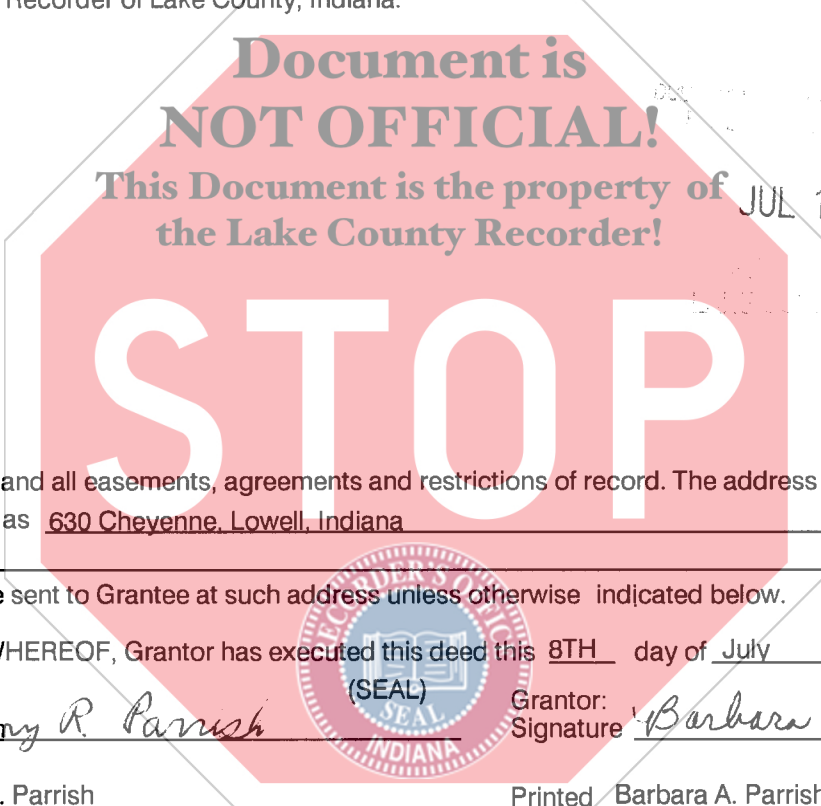 Recorder of Lake County, Indiana.
Document is
NOT OFFICIAL!
This Document is the property of
the Lake County Recorder!
JUL
STOP
and all easements, agreements and restrictions of record. The address
as 630 Cheyenne, Lowell, Indiana
sent to Grantee at such address unless otherwise indicated below.
HEREOF, Grantor has executed this deed this 8TH day of July
(SEAL)
RECORDER'S OFFIC
SEAL
INDIANA
Grantor:
R. Parrish Signature Barbara
. Parrish Printed Barbara A. Parrish